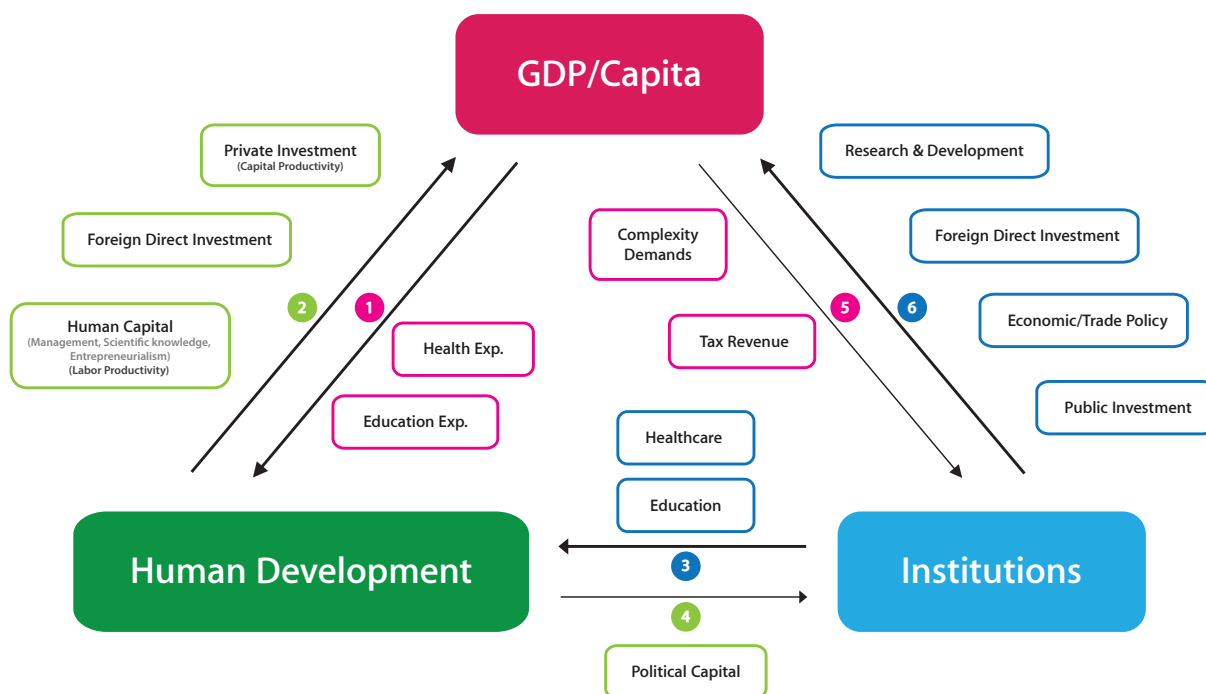 GDP/Capita
Private Investment
(Capital Productivity)
Research & Development
Foreign Direct Investment
Complexity
Demands
Foreign Direct Investment
2
1
5
6
Human Capital
(Management, Scientific knowledge,
Entrepreneurialism)
(Labor Productivity)
Health Exp.
Tax Revenue
Economic/Trade Policy
Education Exp.
Public Investment
Healthcare
Education
Human Development
3
4
Institutions
Political Capital